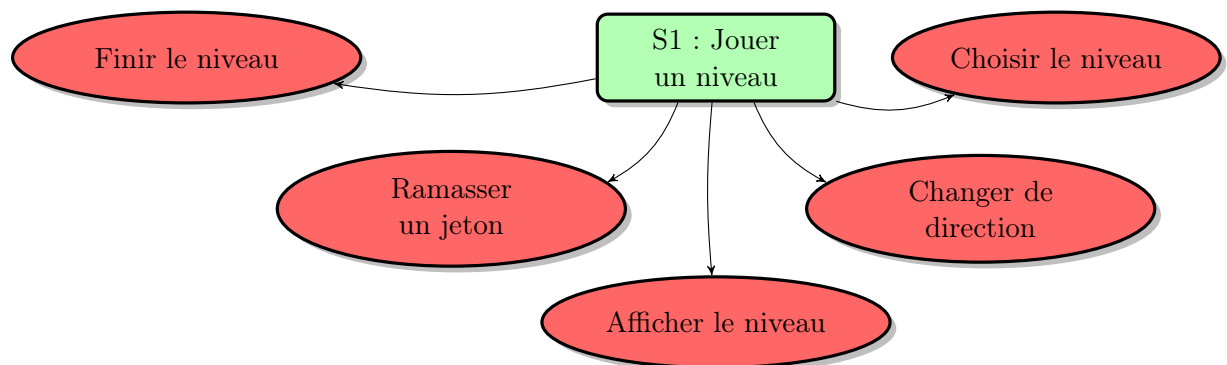 Finir le niveau
S1 : Jouer
un niveau
Choisir le niveau
Ramasser
un jeton
Changer de
direction
Afficher le niveau